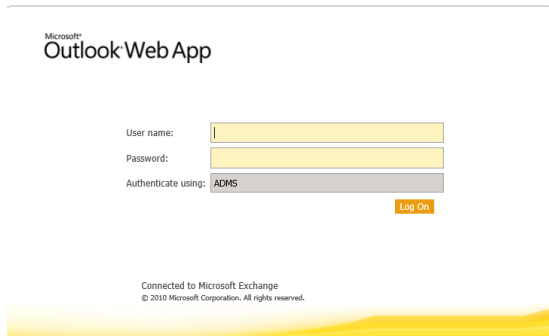 Microsoft®
Outlook® Web App
User name:
Password:
Authenticate using: ADMS
Log On
Connected to Microsoft Exchange
© 2010 Microsoft Corporation. All rights reserved.